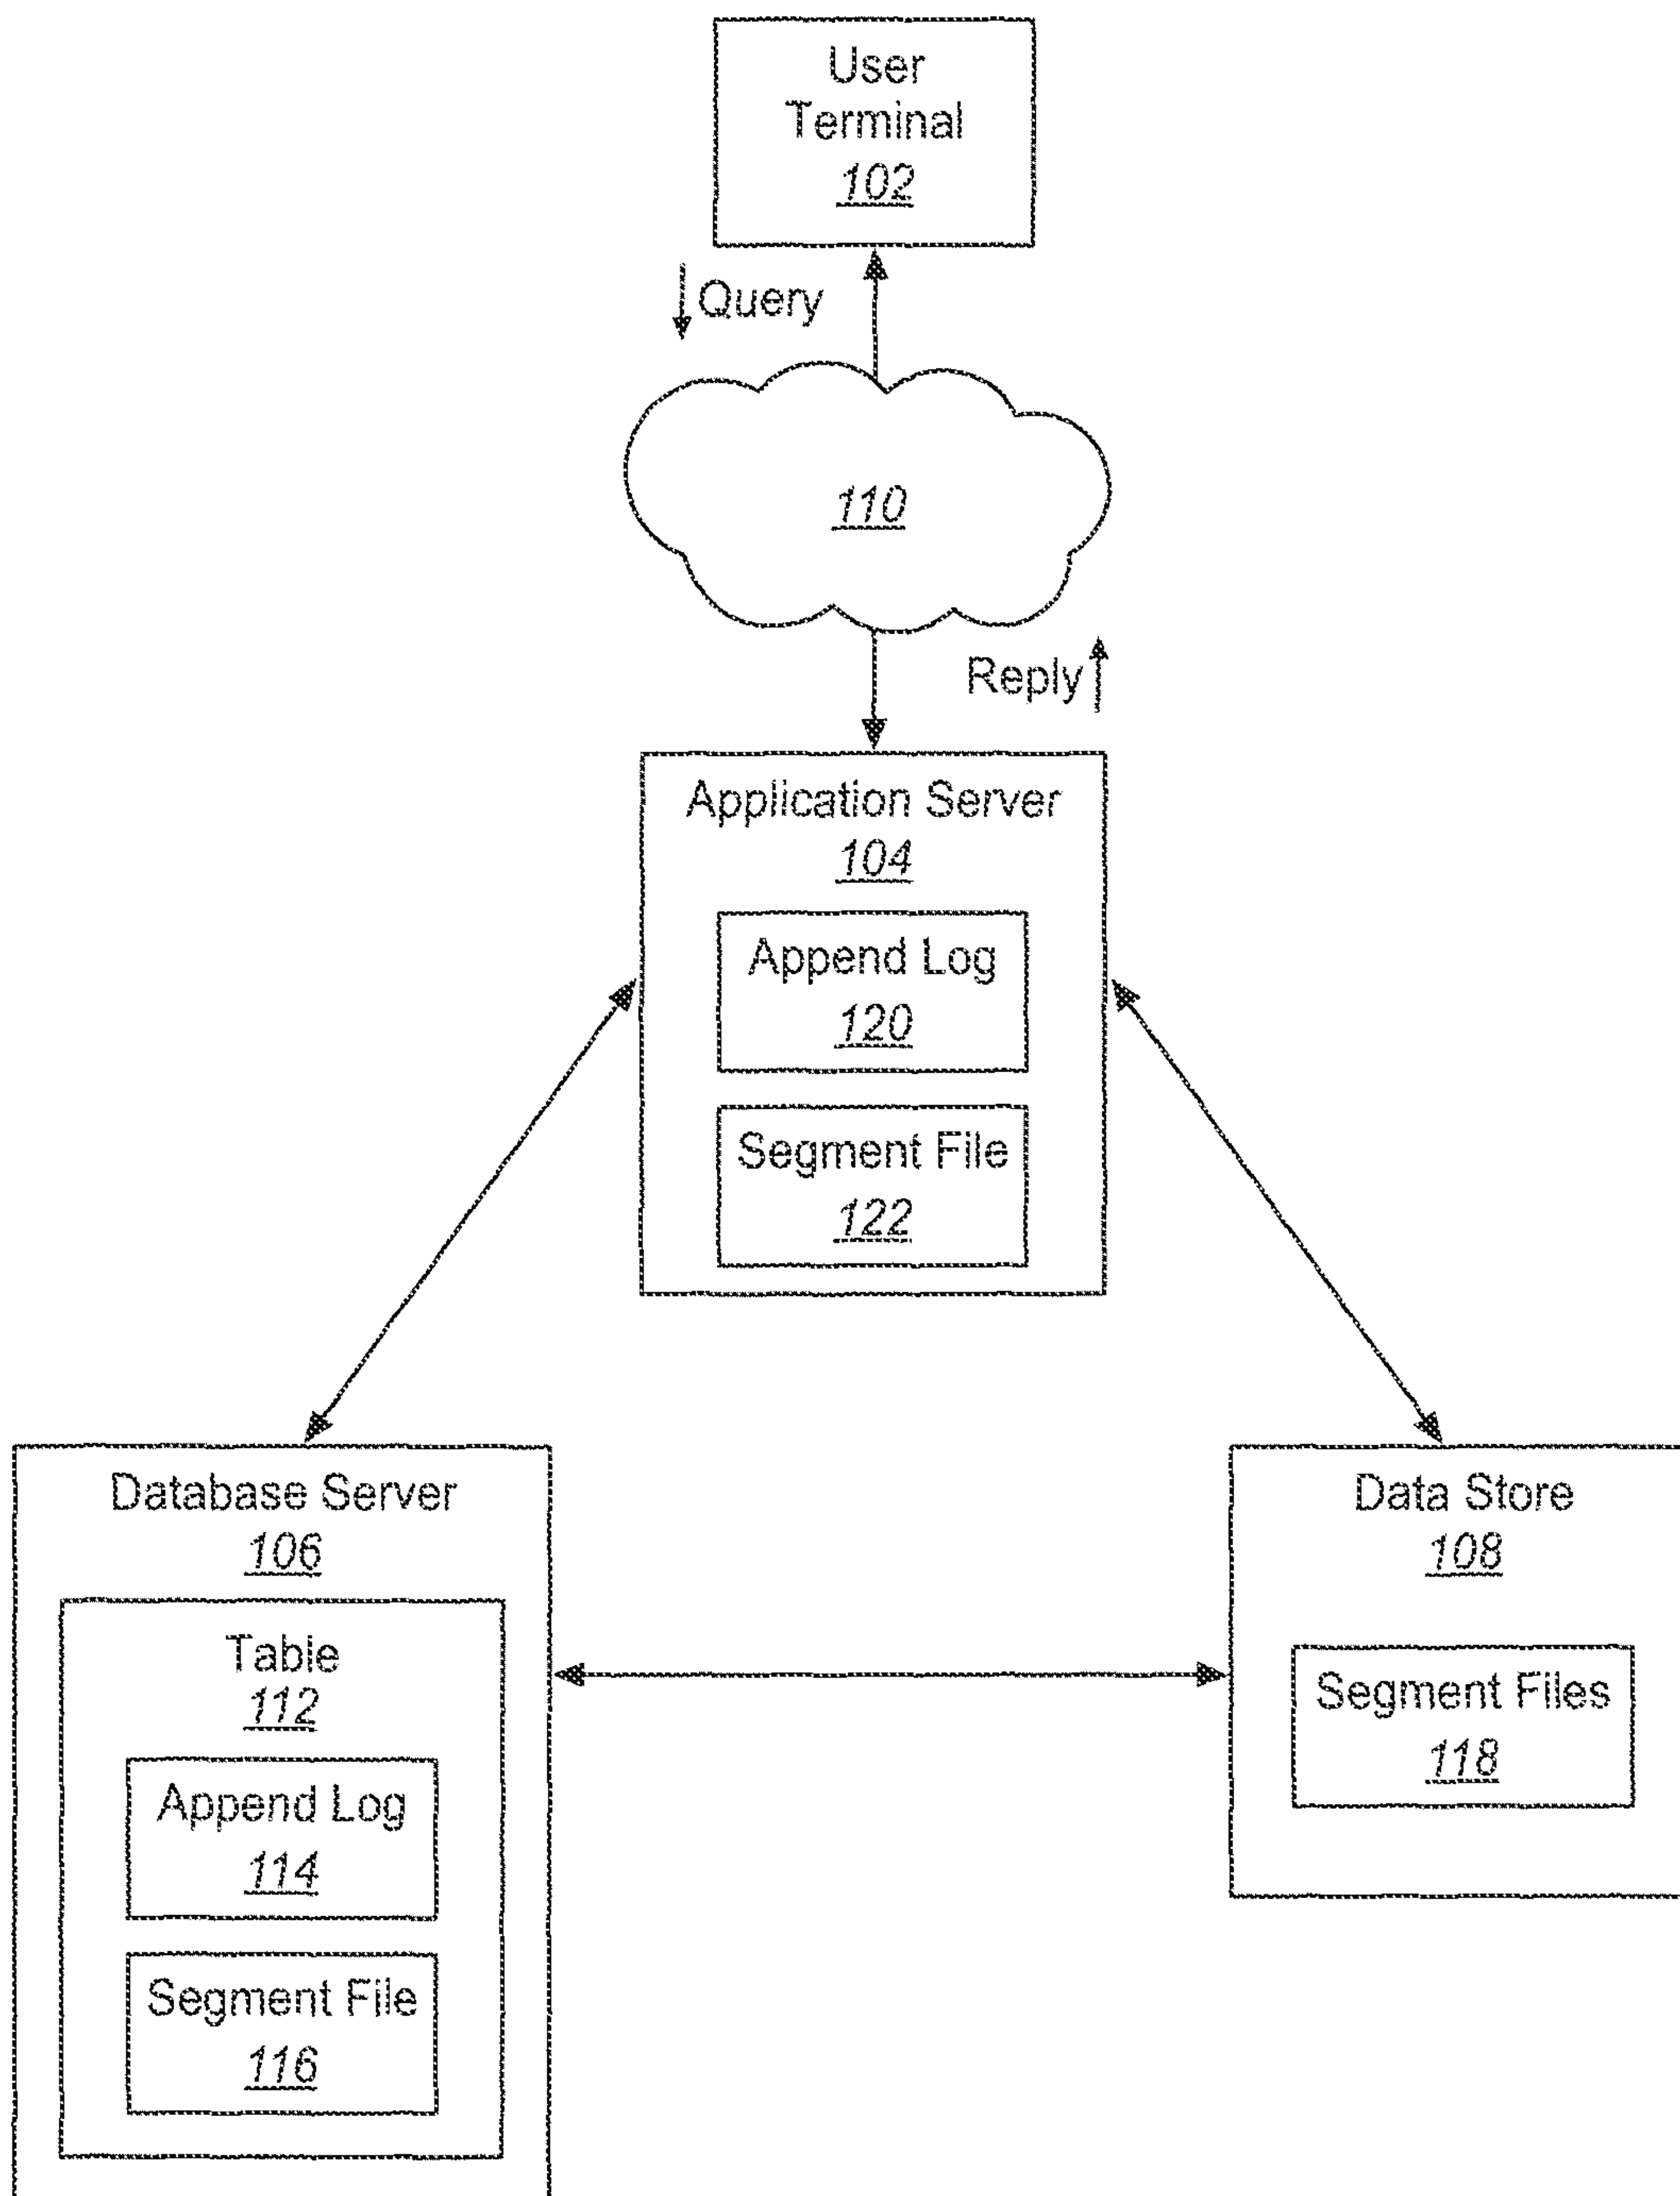 User
Terminal
102
Query
110
Reply
Application Server
104
Append Log
120
Segment File
122
Database Server
106
Table
112
Append Log
114
Segment File
116
Data Store
108
Segment Files
118